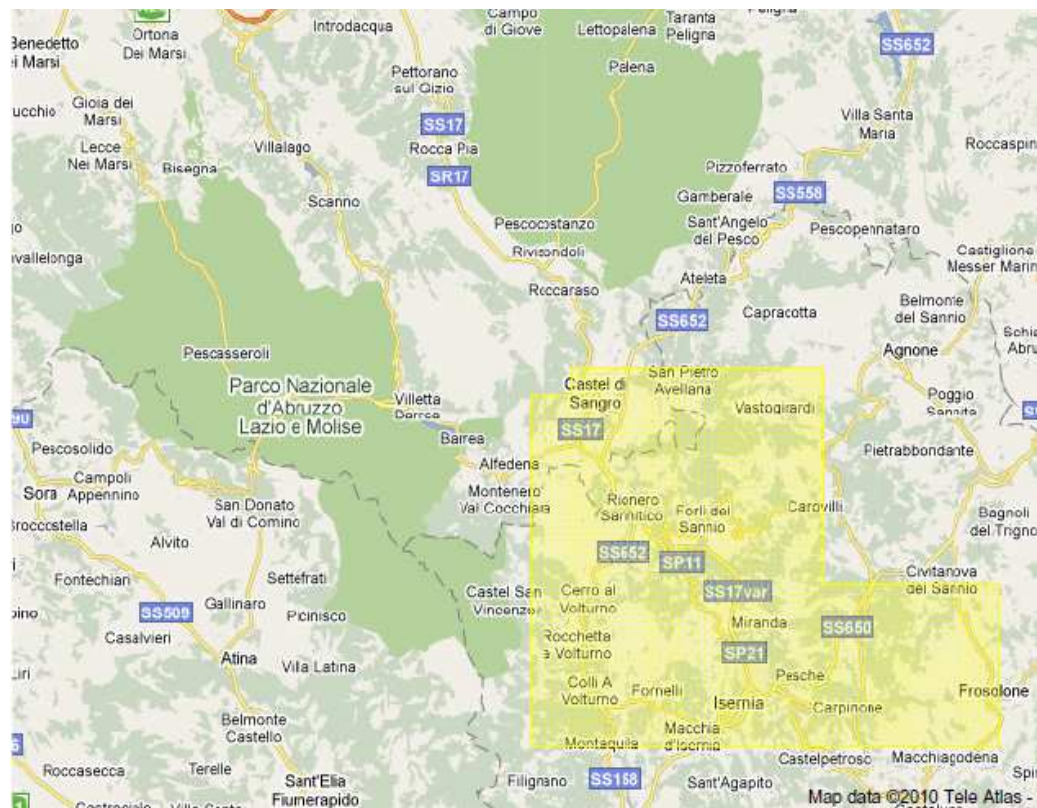 Ortona
Dei Marsi
Introdacqua
Campo
di Giove
Lettopalena
Taranta
Peligna
Peligna
Benedetto
ei Marsi
SS652
Pettorano
sul Gizio
Palena
Gioia dei
Marsi
ucchio
SS17
Villa Santa
Maria
Lecce
Nei Marsi
Bisegna
Villalago
Rocca Pia
Roccaspin
SR17
Pizzoferrato
SS558
Scanno
Gamberale
Pescocostanzo
Sant'Angelo
del Pesco
Pescopennataro
Rivisondoli
Castiglione
Messer Marin
avallelonga
Ateleta
Roccaraso
Belmonte
del Sannio
SS652
Capracotta
Agnone
Pescasseroli
Parco Nazionale
d'Abruzzo
Lazio e Molise
San Pietro
Avellana
Castel di
Sangro
Poggio
Sannita
Villetta
Barrea
Vastogirardi
SS17
Barrea
Pescosolido
Pietrabbondante
Alfedena
Campoli
Appennino
Sora
Montenero
Val Cocchiara
San Donato
Val di Comino
Rionero
Sannitico
Forli del
Sannio
Carovilli
Bagnoli
del Trigno
Broccostella
Alvito
SS652
SP11
Fontechiari
Settefrati
Civitanova
del Sannio
Castel San
Vincenzo
Cerro al
Volturno
SS17var
SS509
Gallinaro
Picinisco
Miranda
SS650
Casalvieri
Rocchetta
a Volturno
SP21
Atina
Villa Latina
Pesche
Colli A
Volturno
Fornelli
Isernia
Frosolone
Carpinone
Belmonte
Castello
Macchia
d'Isernia
Montaquila
Castelpetroso
Macchiagodena
Roccasecca
Terelle
Sant'Elia
Fiumerapido
Filignano
SS158
Sant'Agapito
Map data ©2010 Tele Atlas -